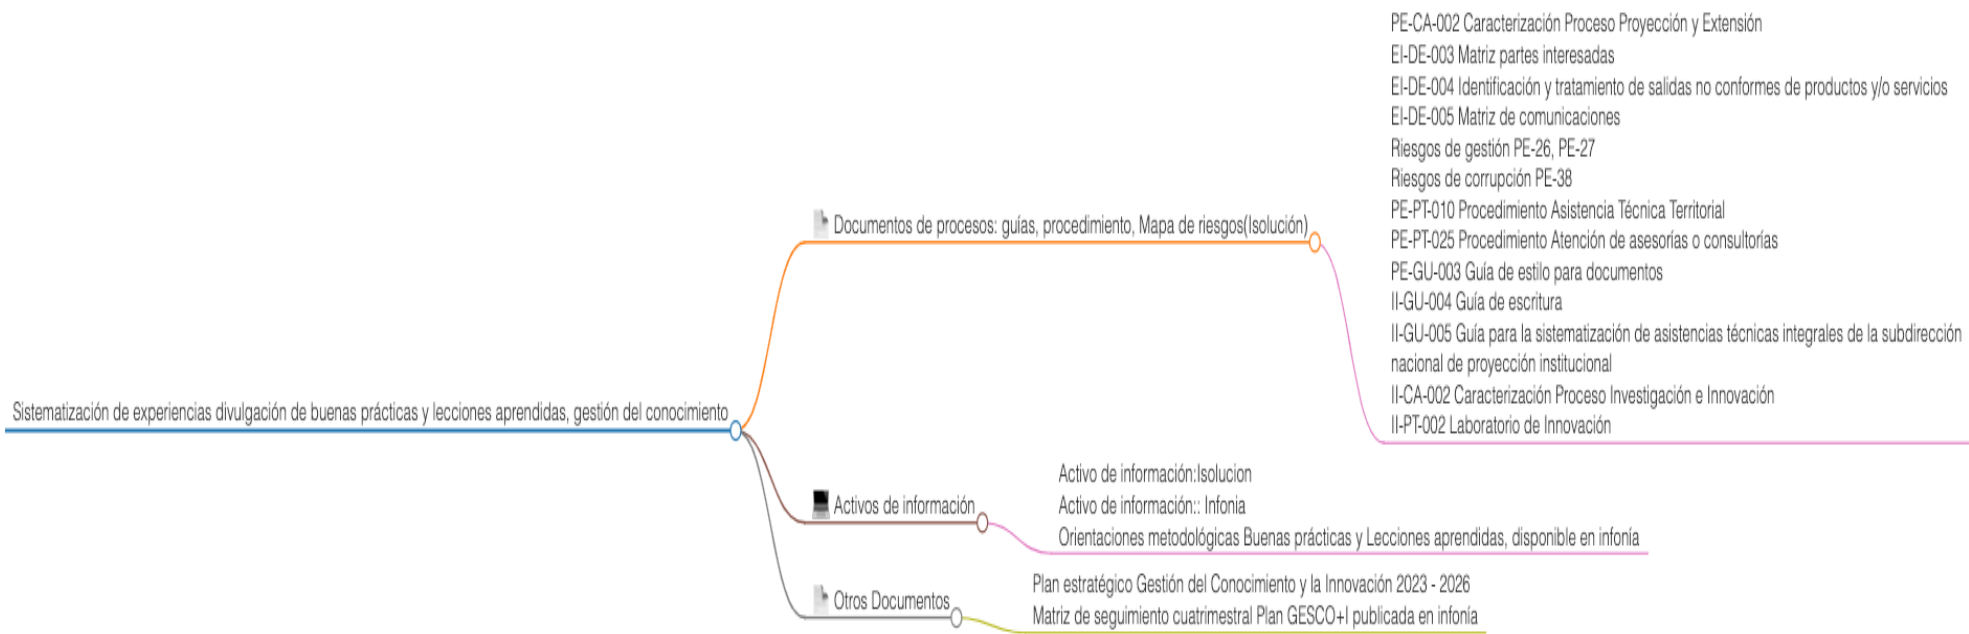 Sistematización de experiencias divulgación de buenas prácticas y lecciones aprendidas, gestión del conocimiento
Documentos de procesos: guías, procedimiento, Mapa de riesgos(Isolución)
PE-CA-002 Caracterización Proceso Proyección y Extensión
EI-DE-003 Matriz partes interesadas
EI-DE-004 Identificación y tratamiento de salidas no conformes de productos y/o servicios
EI-DE-005 Matriz de comunicaciones
Riesgos de gestión PE-26, PE-27
Riesgos de corrupción PE-38
PE-PT-010 Procedimiento Asistencia Técnica Territorial
PE-PT-025 Procedimiento Atención de asesorías o consultorías
PE-GU-003 Guía de estilo para documentos
II-GU-004 Guía de escritura
II-GU-005 Guía para la sistematización de asistencias técnicas integrales de la subdirección
nacional de proyección institucional
II-CA-002 Caracterización Proceso Investigación e Innovación
II-PT-002 Laboratorio de Innovación
Activos de información
Activo de información:Isolucion
Activo de información:: Infonia
Orientaciones metodológicas Buenas prácticas y Lecciones aprendidas, disponible en infonía
Otros Documentos
Plan estratégico Gestión del Conocimiento y la Innovación 2023 - 2026
Matriz de seguimiento cuatrimestral Plan GESCO+I publicada en infonía